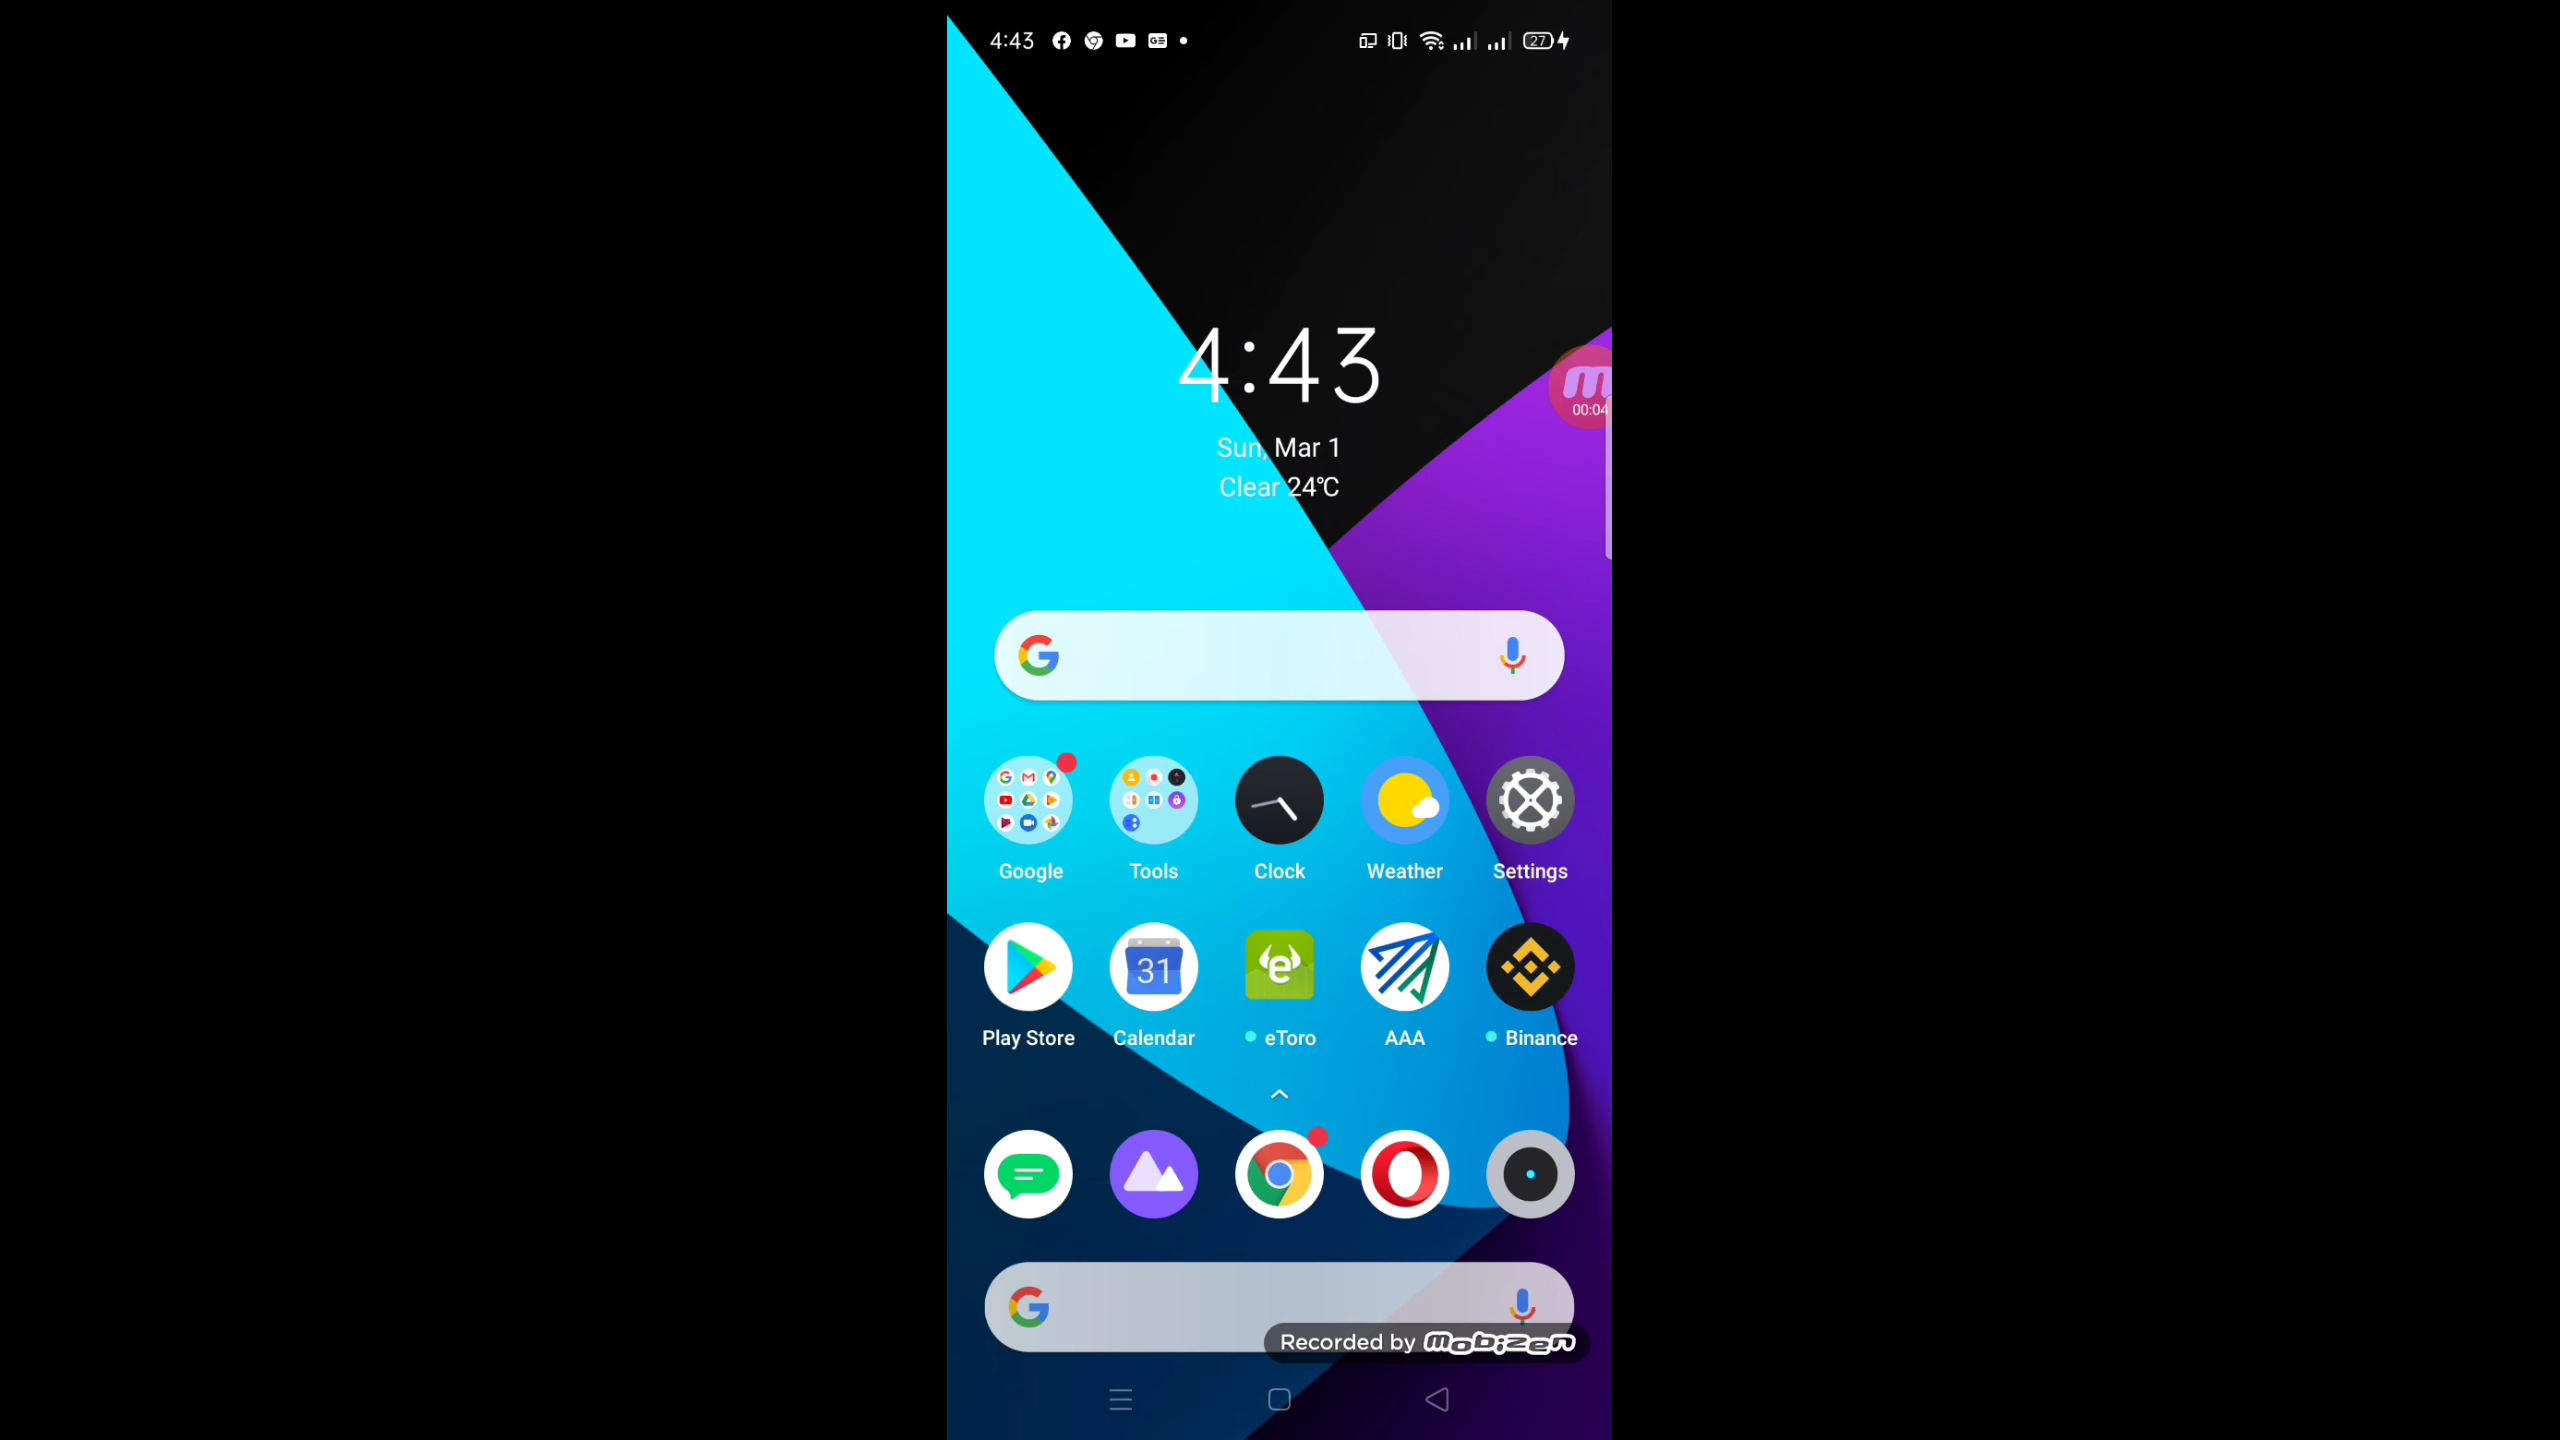 4:43
27
4:43
Sun, Mar 1
Clear 24℃
00:04
Google
Tools
Clock
Weather
Settings
31
Play Store
Calendar
eToro
AAA
Binance
Recorded by mobizen